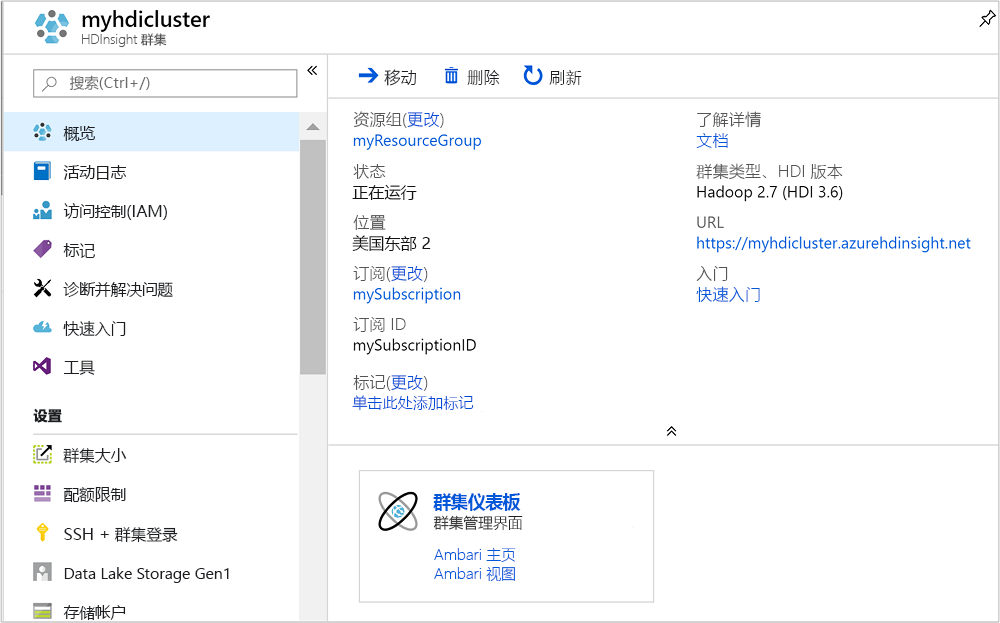 myhdicluster
HDInsight 群集
搜索(Ctrl+/)
概览
活动日志
访问控制(IAM)
标记
诊断并解决问题
快速入门
工具
设置
群集大小
配额限制
SSH + 群集登录
Data Lake Storage Gen1
存储帐户
移动
删除
刷新
资源组(更改)
myResourceGroup
状态
正在运行
位置
美国东部 2
订阅(更改)
mySubscription
订阅 ID
mySubscriptionID
标记(更改)
单击此处添加标记
了解详情
文档
群集类型、HDI 版本
Hadoop 2.7 (HDI 3.6)
URL
https://myhdicluster.azurehdinsight.net
入门
快速入门
群集仪表板
群集管理界面
Ambari 主页
Ambari 视图